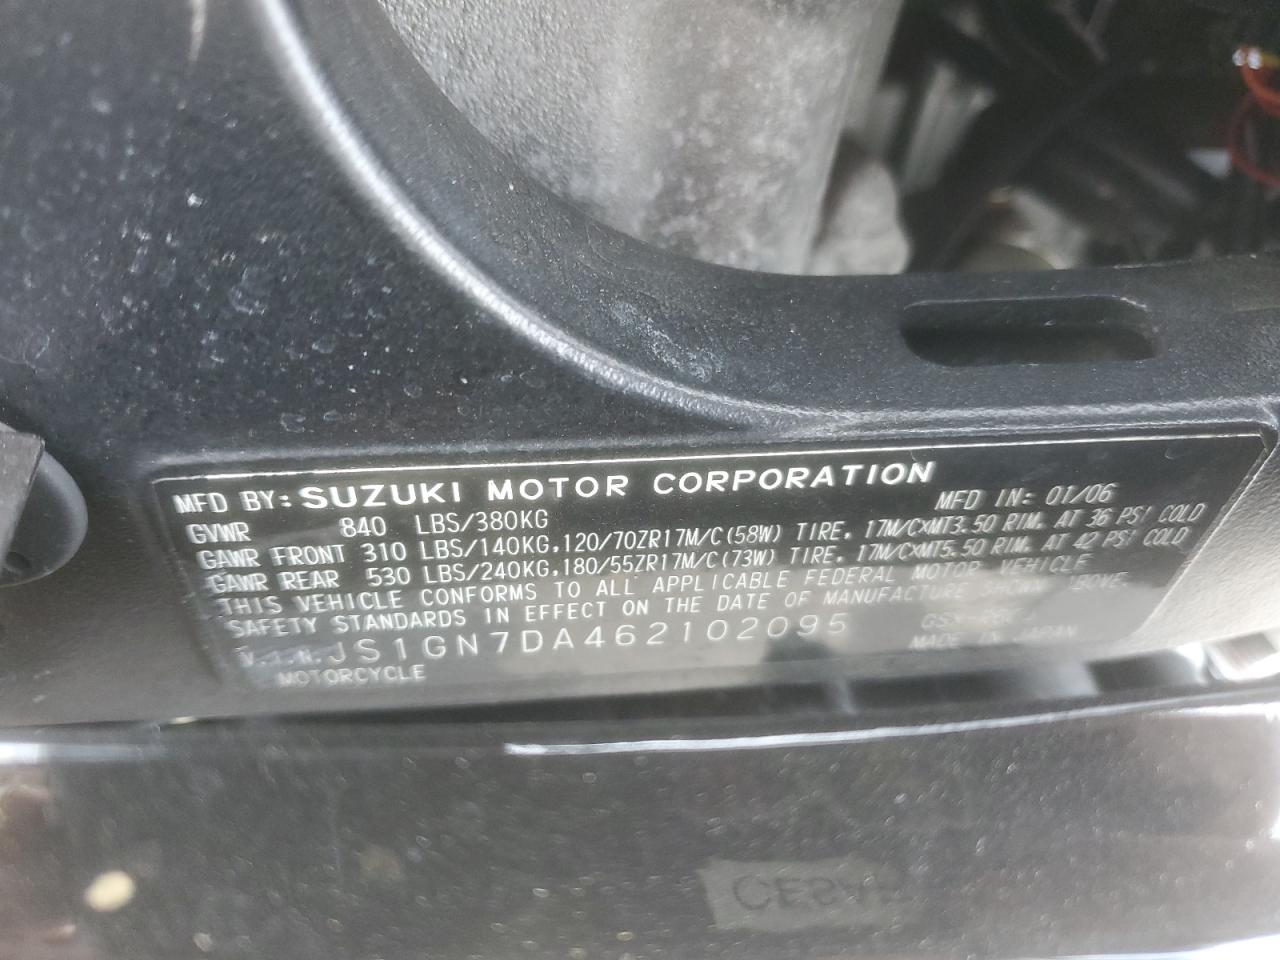 MFD BY: SUZUKI MOTOR CORPORATION MFD IN: 01/06
GVWR 840 LBS/380KG
GAWR FRONT 310 LBS/140KG, 120/70ZR17M/C(58W) TIRE, 17M/C×MT3.50 RIM, AT 36 PSI COLD
GAWR REAR 530 LBS/240KG, 180/55ZR17M/C(73W) TIRE, 17M/C×MT5.50 RIM, AT 42 PSI COLD
THIS VEHICLE CONFORMS TO ALL APPLICABLE FEDERAL MOTOR VEHICLE
SAFETY STANDARDS IN EFFECT ON THE DATE OF MANUFACTURE SHOWN ABOVE.
V.I.N. JS1GN7DA462102095
MOTORCYCLE MADE IN JAPAN